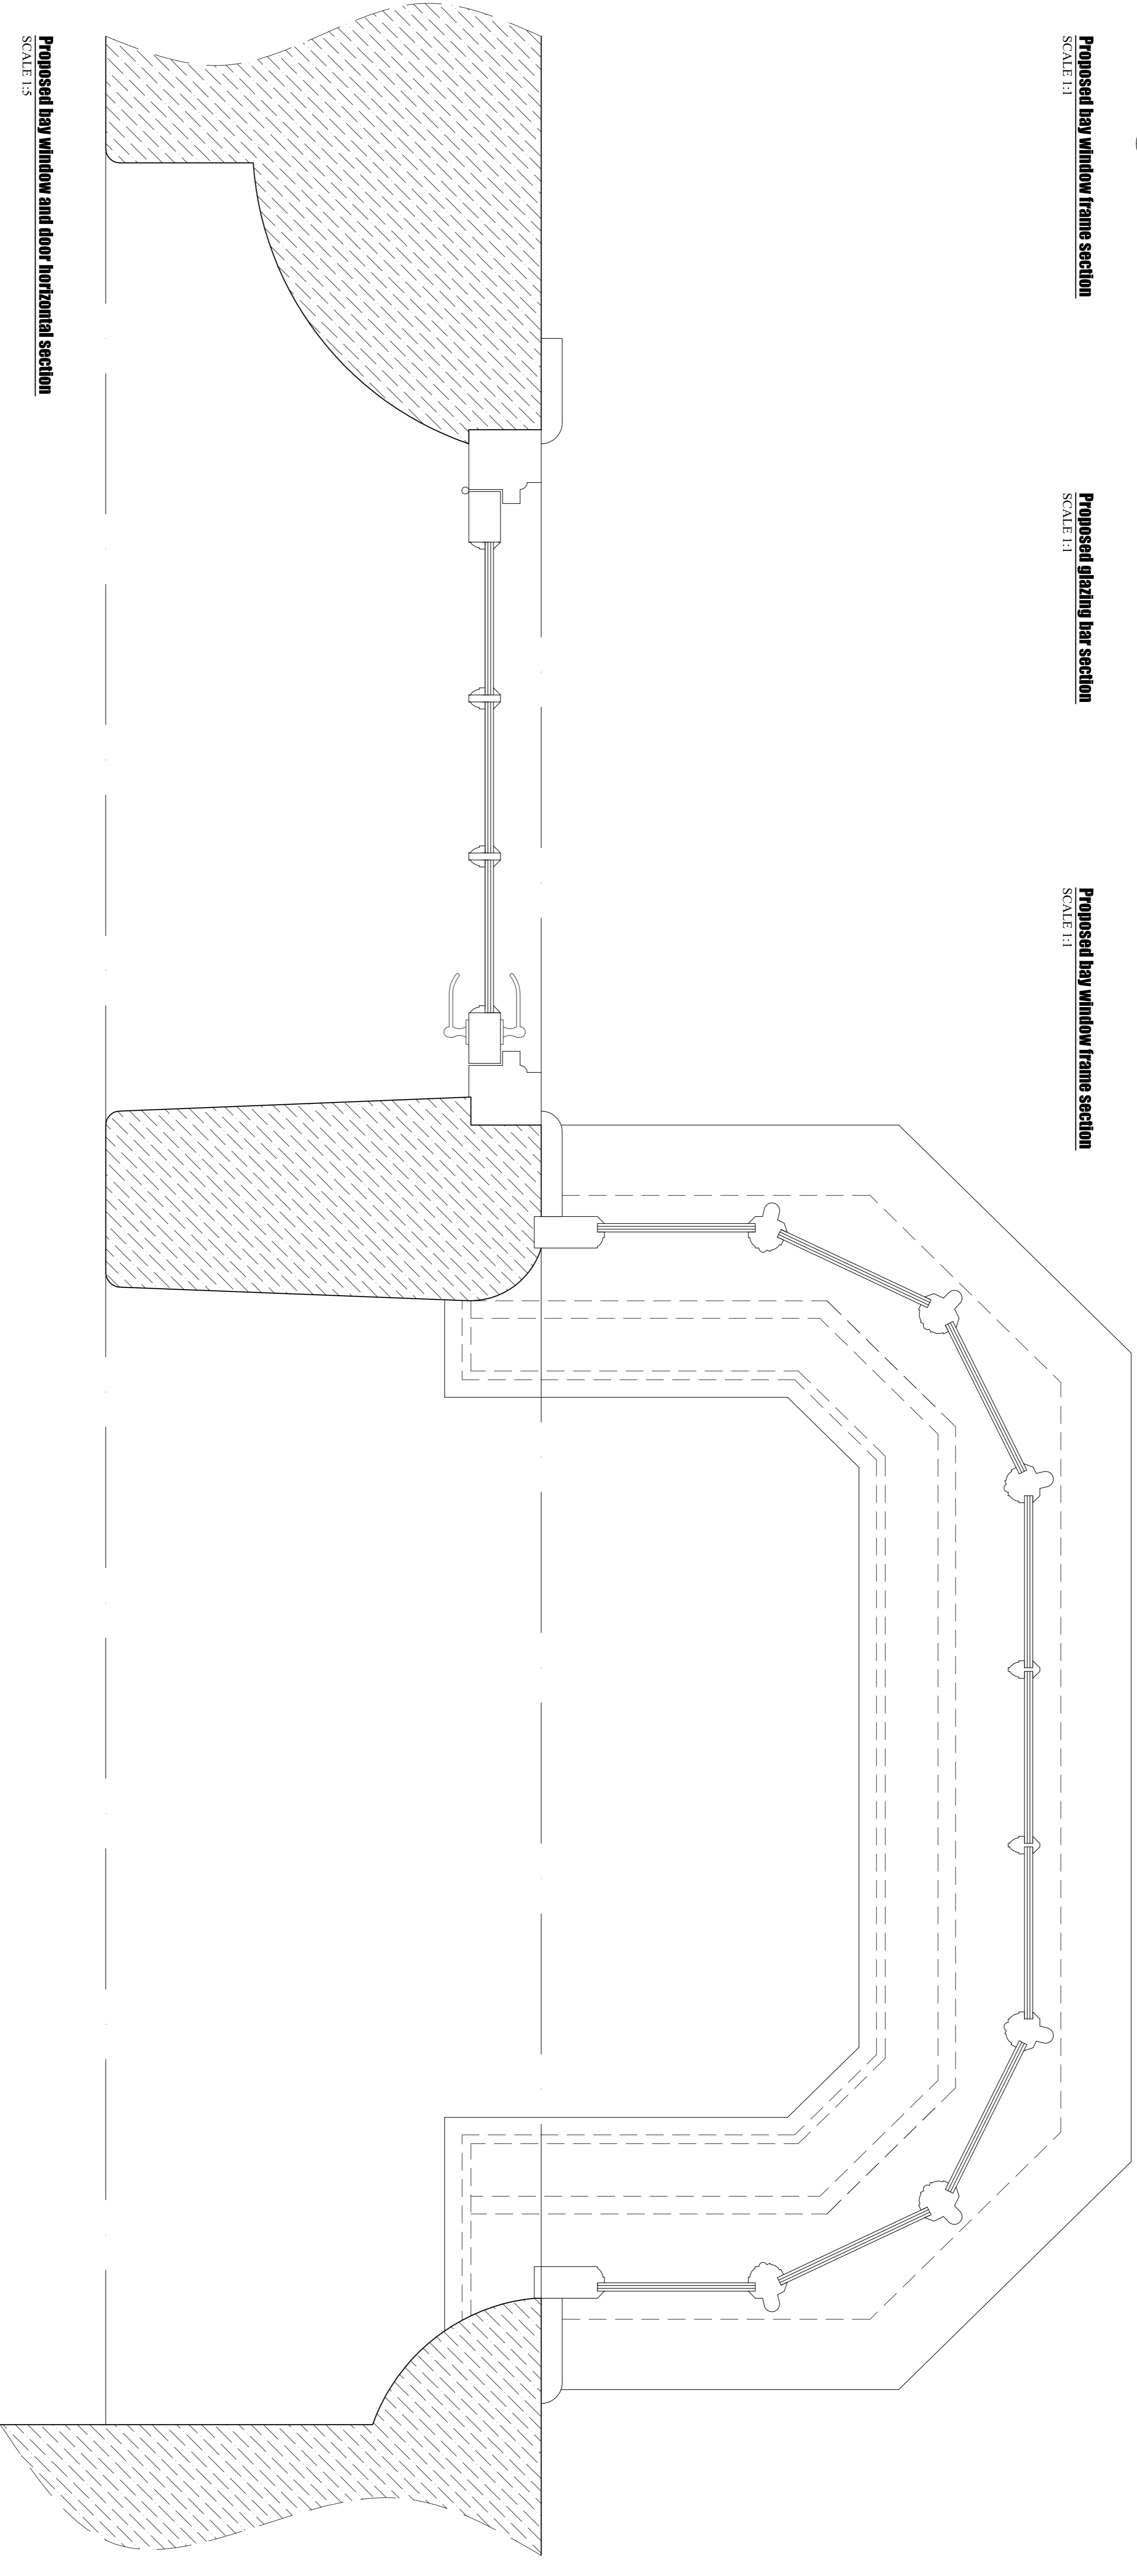 Proposed bay window frame section
SCALE 1:1
Proposed glazing bar section
SCALE 1:1
Proposed bay window frame section
SCALE 1:1
Proposed bay window and door horizontal section
SCALE 1:5